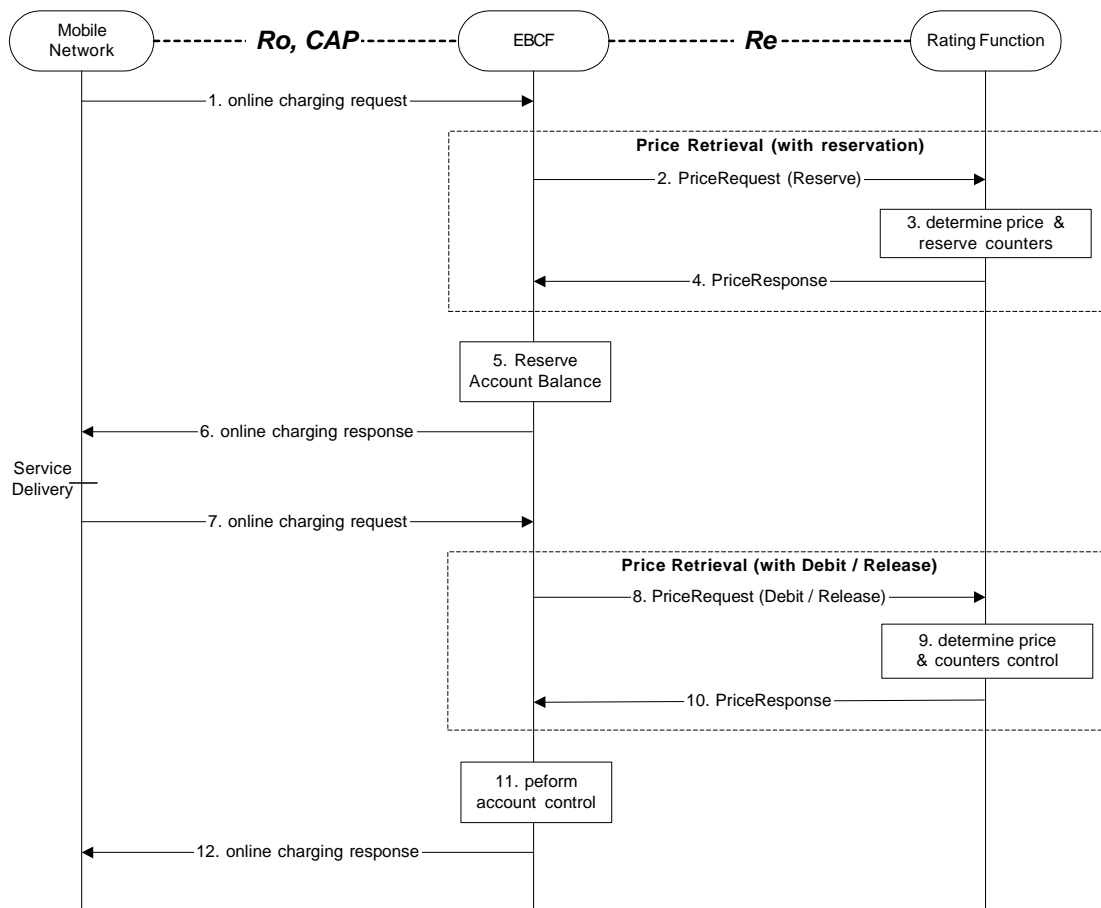 Mobile
Network
Ro, CAP
EBCF
Re
Rating Function
1. online charging request
Price Retrieval (with reservation)
2. PriceRequest (Reserve)
3. determine price &
reserve counters
4. PriceResponse
5. Reserve
Account Balance
6. online charging response
Service
Delivery
7. online charging request
Price Retrieval (with Debit / Release)
8. PriceRequest (Debit / Release)
9. determine price
& counters control
10. PriceResponse
11. peform
account control
12. online charging response